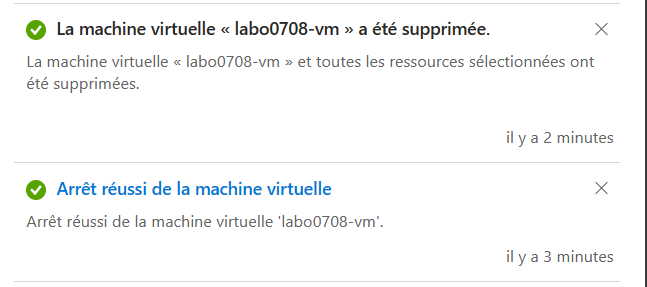 La machine virtuelle « labo0708-vm » a été supprimée.
La machine virtuelle « labo0708-vm » et toutes les ressources sélectionnées ont
été supprimées.
il y a 2 minutes
Arrêt réussi de la machine virtuelle
Arrêt réussi de la machine virtuelle 'labo0708-vm'.
il y a 3 minutes